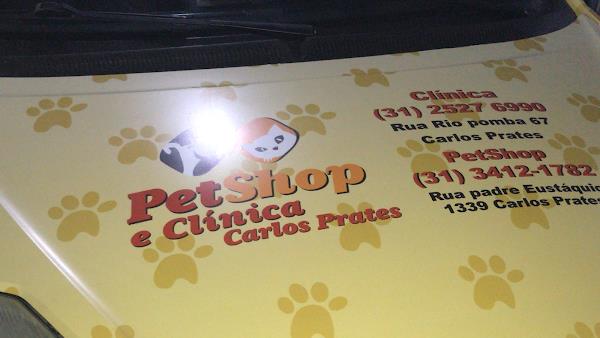 PetShop
e Clínica
Carlos Prates
Clínica
(31) 2527 6990
Rua Rio pomba 67
Carlos Prates
PetShop
(31) 3412-1782
Rua padre Eustáquio
1339 Carlos Prates